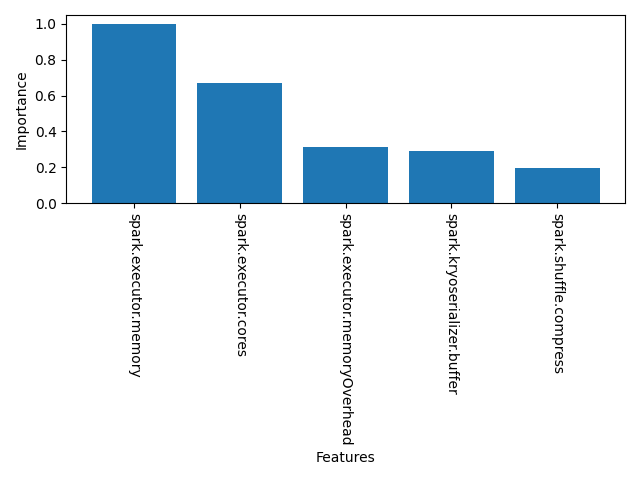 1.0
0.8
0.6
0.4
0.2
0.0
Importance
spark.executor.memory
spark.executor.cores
spark.executor.memoryOverhead
spark.kryoserializer.buffer
spark.shuffle.compress
Features